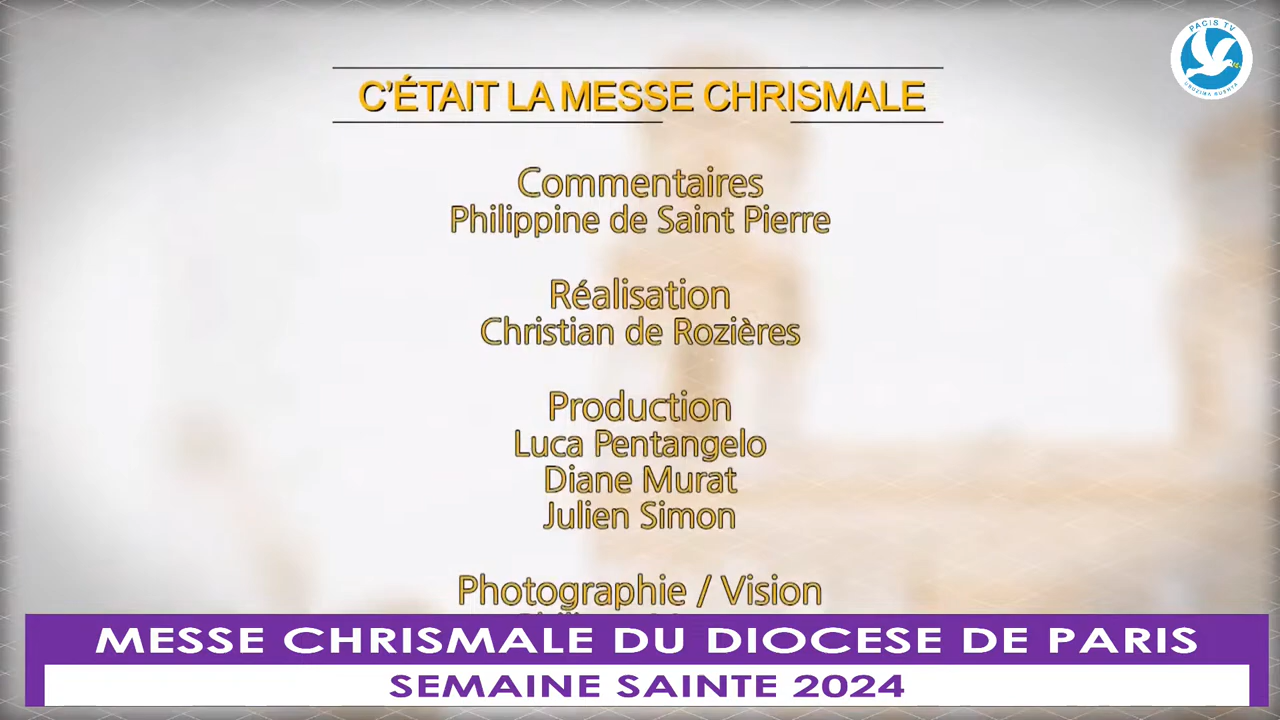 PACIS TV
C'ÉTAIT LA MESSE CHRISMALE
Commentaires
Philippine de Saint Pierre
Réalisation
Christian de Rozières
Production
Luca Pentangelo
Diane Murat
Julien Simon
Photographie / Vision
MESSE CHRISMALE DU DIOCESE DE PARIS
SEMAINE SAINTE 2024